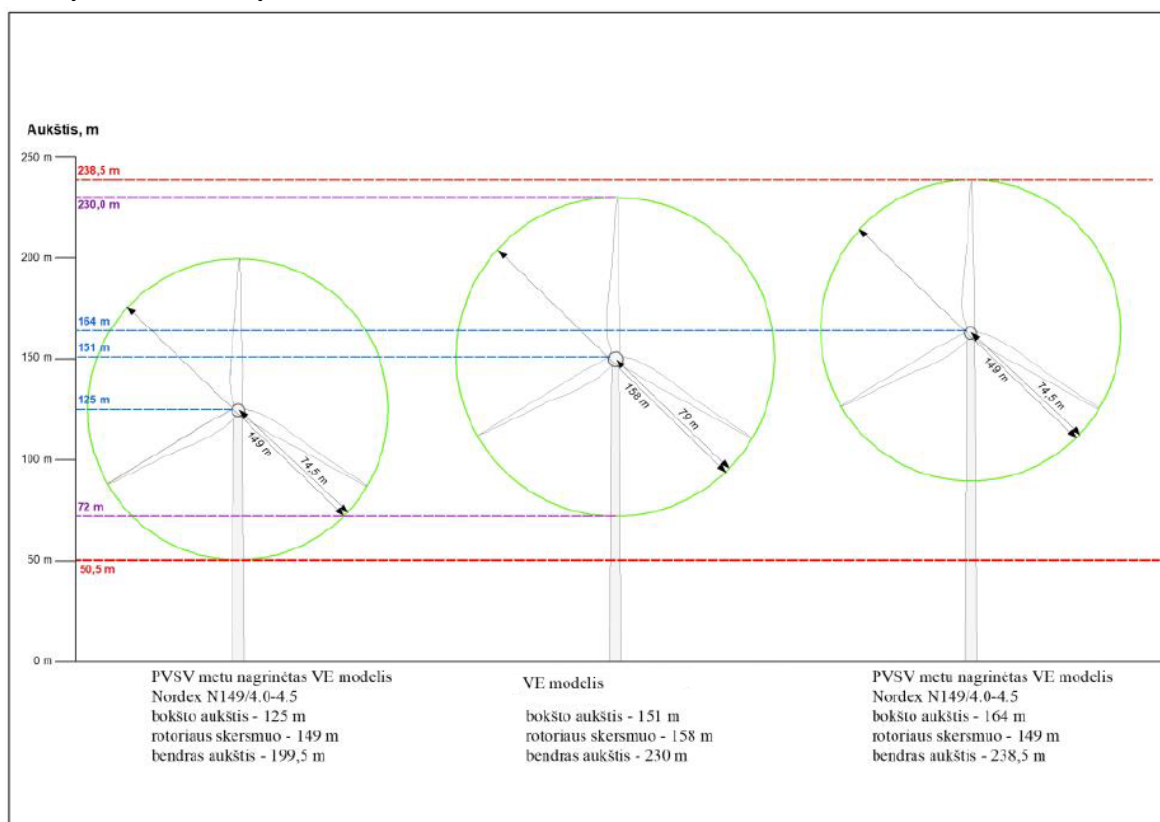 Aukštis, m
250 m
238,5 m
230,0 m
200 m
164 m
150 m
151 m
125 m
100 m
72 m
50 m
50,5 m
0 m
149 m
74,5 m
158 m
79 m
149 m
74,5 m
PVSV metu nagrinėtas VE modelis
Nordex N149/4.0-4.5
bokšto aukštis - 125 m
rotoriaus skersmuo - 149 m
bendras aukštis - 199,5 m
VE modelis
bokšto aukštis - 151 m
rotoriaus skersmuo - 158 m
bendras aukštis - 230 m
PVSV metu nagrinėtas VE modelis
Nordex N149/4.0-4.5
bokšto aukštis - 164 m
rotoriaus skersmuo - 149 m
bendras aukštis - 238,5 m